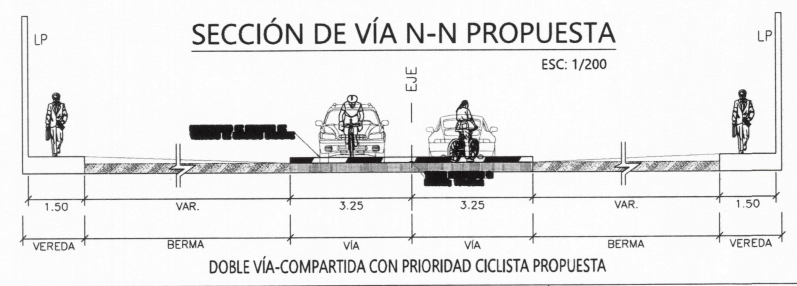 SECCIÓN DE VÍA N-N PROPUESTA
ESC: 1/200
LP
LP
EJE
1.50 VAR. 3.25 3.25 VAR. 1.50
VEREDA BERMA VÍA VÍA BERMA VEREDA
DOBLE VÍA-COMPARTIDA CON PRIORIDAD CICLISTA PROPUESTA